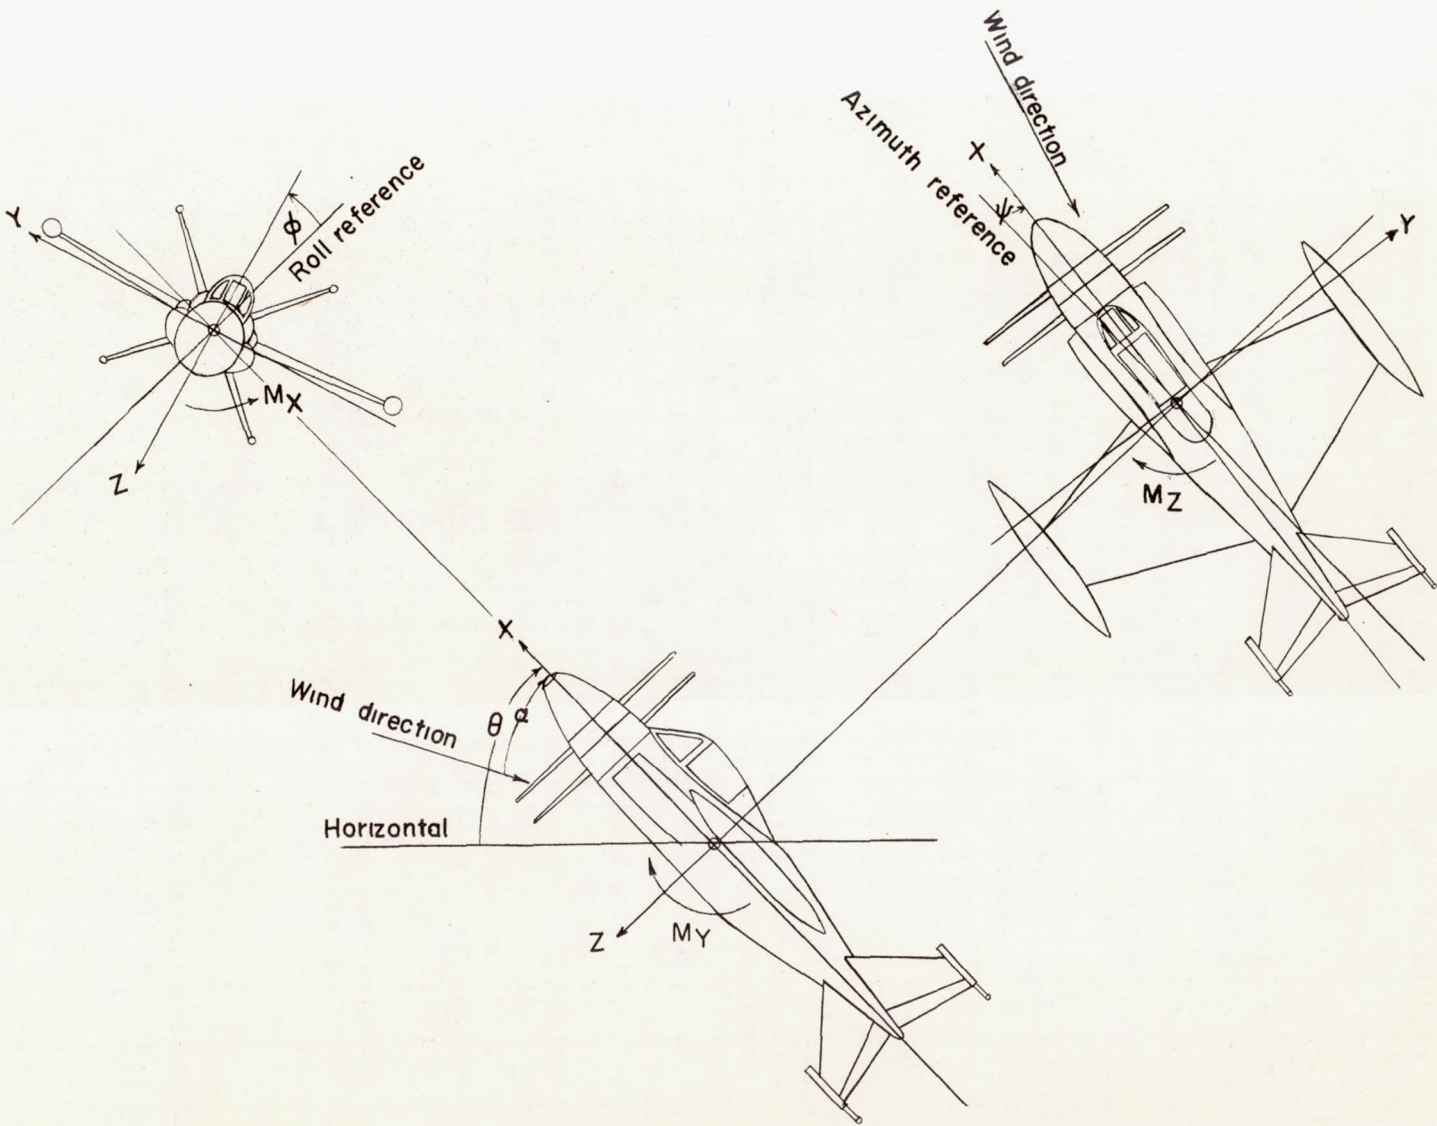 Wind direction
Azimuth reference
X
ψ
Y
MZ
Y
ϕ
Roll reference
MX
Z
X
Wind direction
θ
α
Horizontal
Z
MY